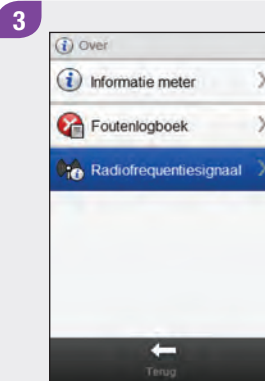 3
Over
Informatie meter
Foutenlogboek
Radiofrequentiesignaal
Terug